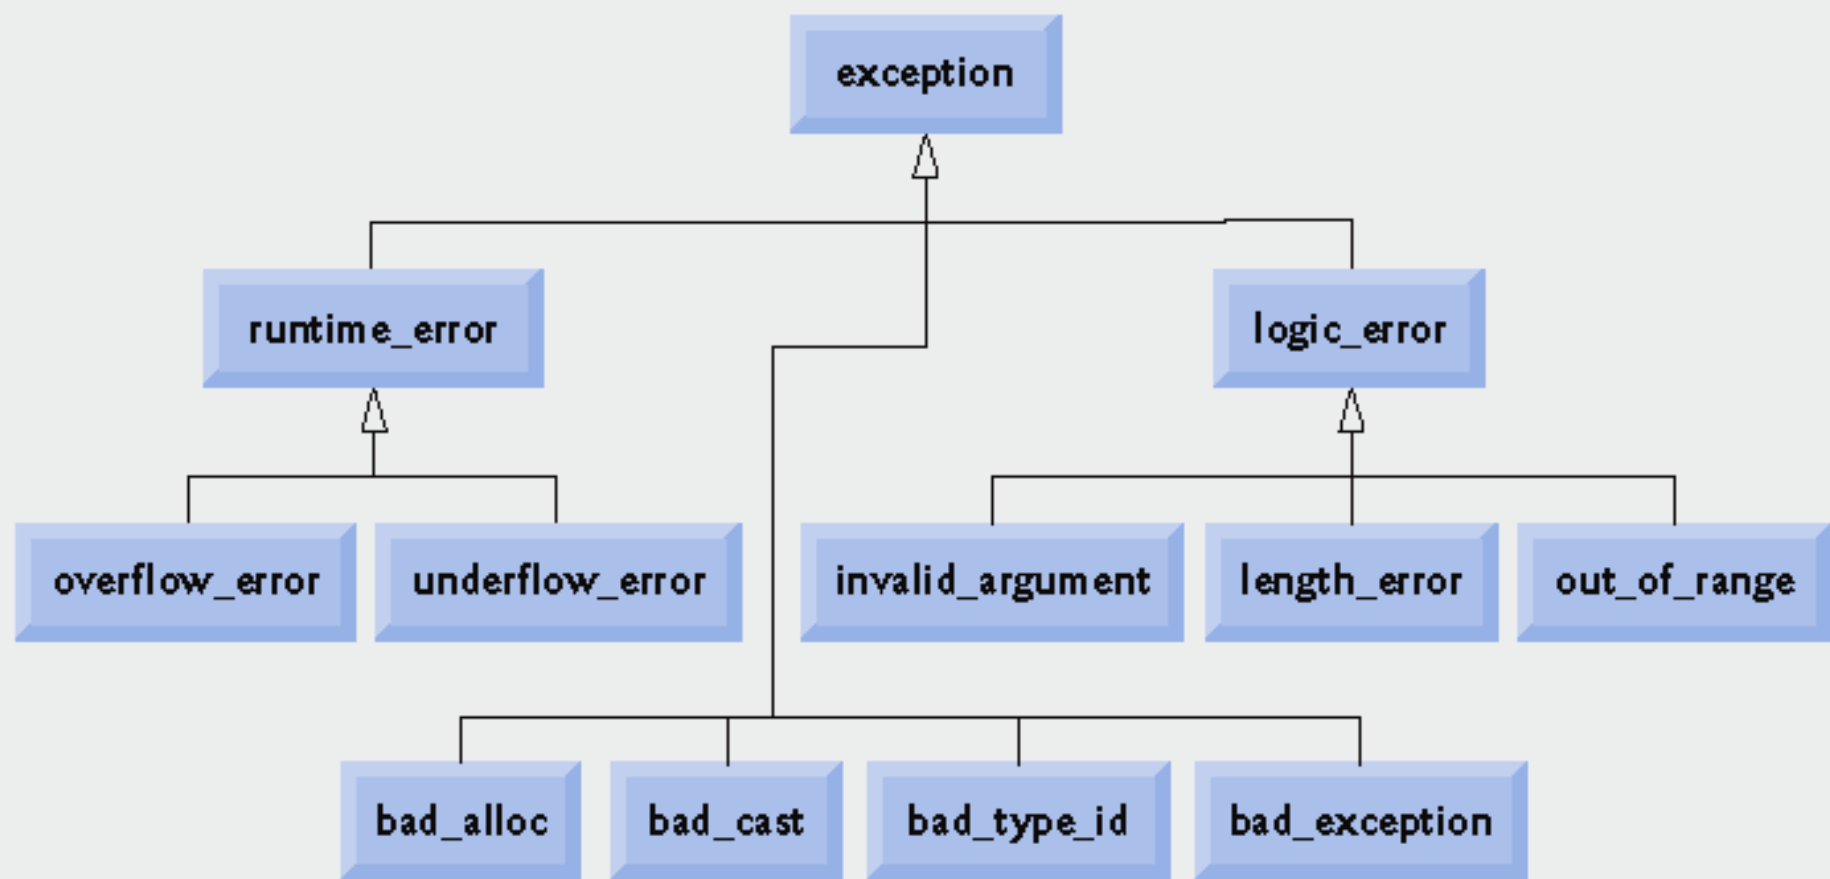 exception
runtime_error
logic_error
overflow_error
underflow_error
invalid_argument
length_error
out_of_range
bad_alloc
bad_cast
bad_type_id
bad_exception